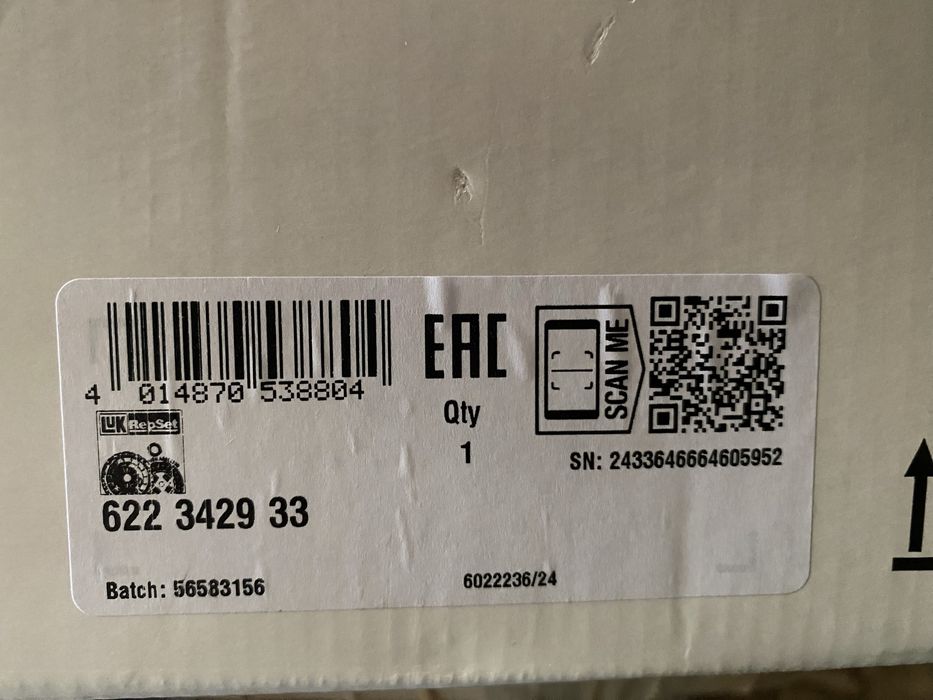 4 014870 538804
EAC
Qty
1
SCAN ME
SN: 2433646664605952
LUK RepSet
622 3429 33
Batch: 56583156
6022236/24